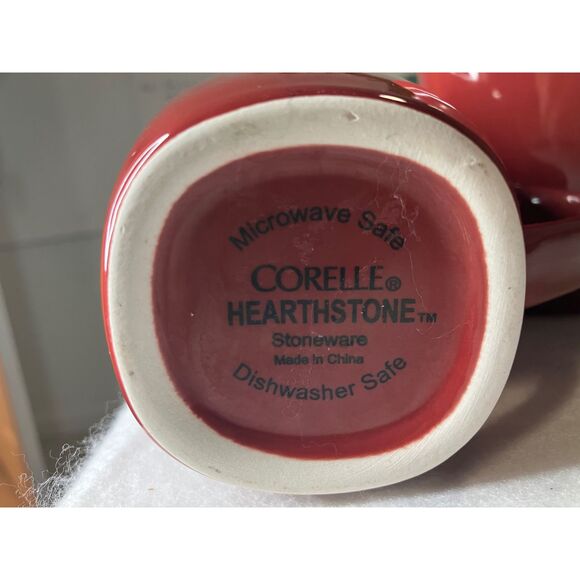 Microwave Safe
CORELLE®
HEARTHSTONE™
Stoneware
Made in China
Dishwasher Safe